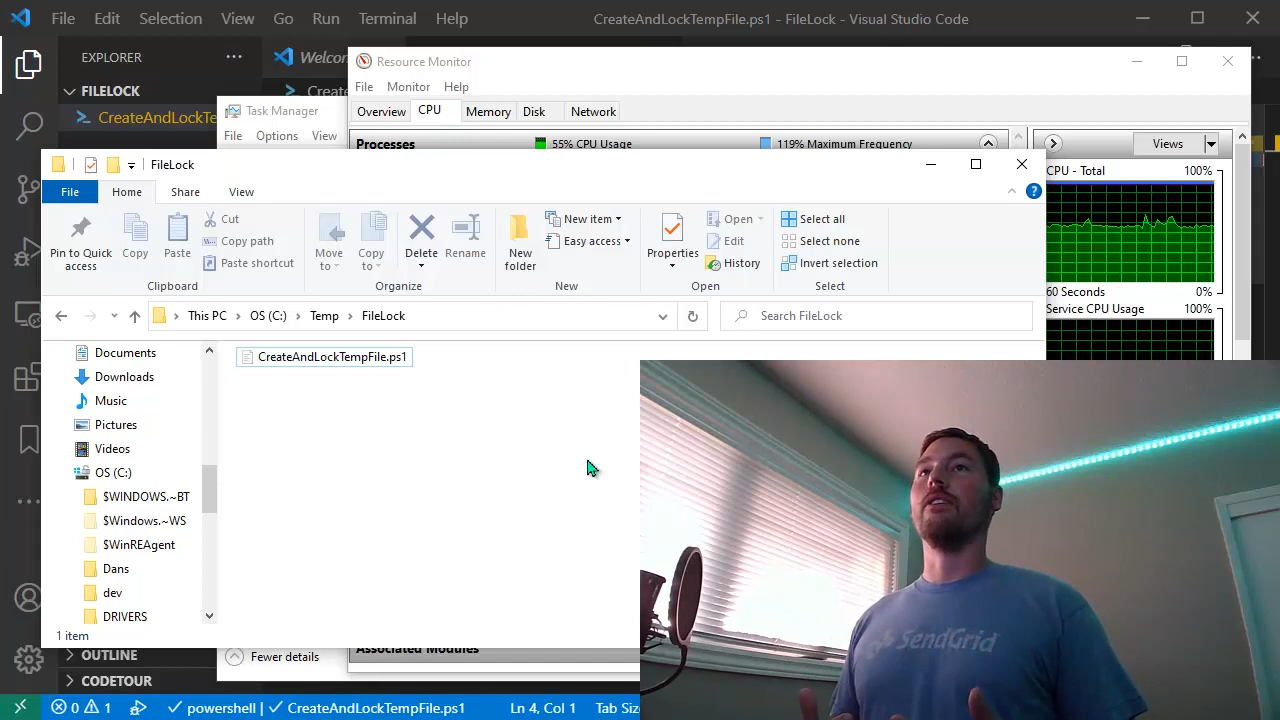 File Edit Selection View Go Run Terminal Help
CreateAndLockTempFile.ps1 - FileLock - Visual Studio Code
EXPLORER
FILELOCK
CreateAndLockTe
Welcom
Crea
Task Manager
File Options View
Resource Monitor
File Monitor Help
Overview CPU Memory Disk Network
Processes 55% CPU Usage 119% Maximum Frequency
Views
CPU - Total 100%
60 Seconds 0%
Service CPU Usage 100%
FileLock
File Home Share View
Pin to Quick access
Copy
Paste
Cut
Copy path
Paste shortcut
Clipboard
Move to
Copy to
Delete
Rename
Organize
New folder
New item
Easy access
New
Properties
Open
Edit
History
Open
Select all
Select none
Invert selection
Select
This PC > OS (C:) > Temp > FileLock
Search FileLock
Documents
Downloads
Music
Pictures
Videos
OS (C:)
$WINDOWS.~BT
$Windows.~WS
$WinREAgent
Dans
dev
DRIVERS
CreateAndLockTempFile.ps1
1 item
SendGrid
Fewer details
Associated Modules
OUTLINE
CODETOUR
0 1 powershell | CreateAndLockTempFile.ps1 Ln 4, Col 1 Tab Siz